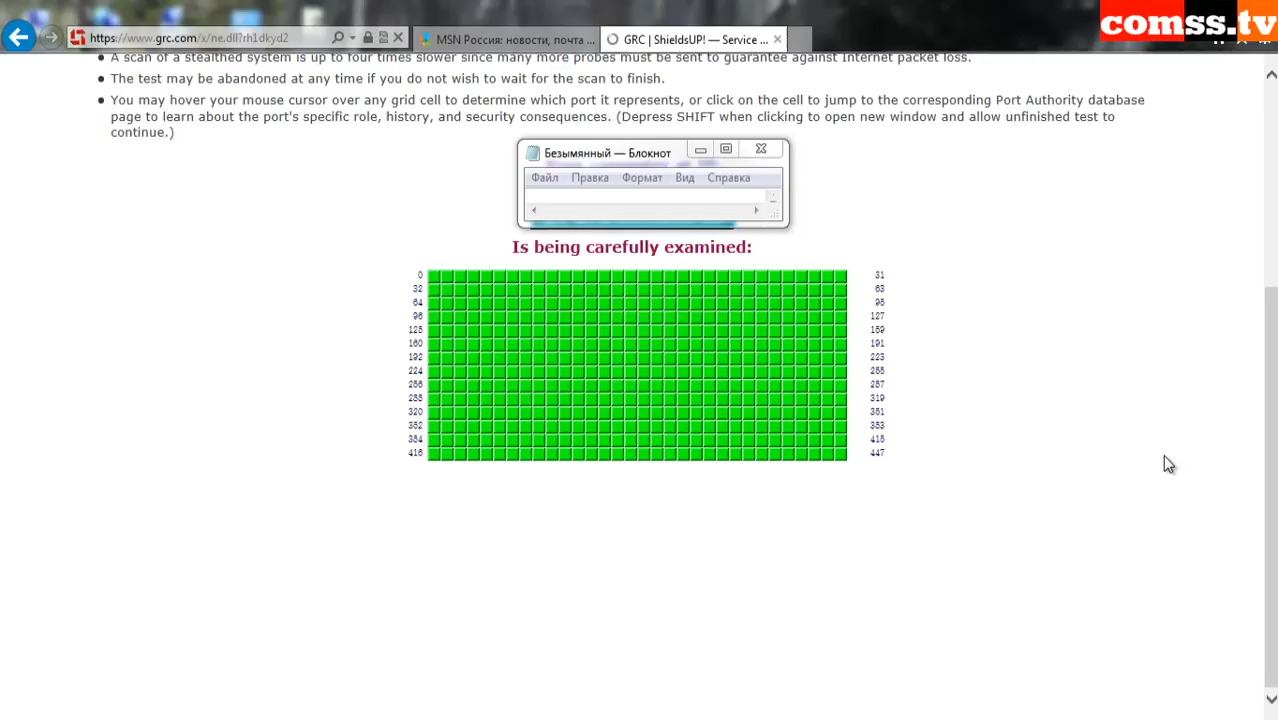 comss.tv
https://www.grc.com/x/ne.dll?rh1dkyd2
MSN Россия: новости, почта ...
GRC | ShieldsUP! — Service ...
A scan of a stealthed system is up to four times slower since many more probes must be sent to guarantee against Internet packet loss.
The test may be abandoned at any time if you do not wish to wait for the scan to finish.
You may hover your mouse cursor over any grid cell to determine which port it represents, or click on the cell to jump to the corresponding Port Authority database
page to learn about the port's specific role, history, and security consequences. (Depress SHIFT when clicking to open new window and allow unfinished test to
continue.)
Безымянный — Блокнот
Файл Правка Формат Вид Справка
Is being carefully examined:
0 31
32 63
64 95
96 127
128 159
160 191
192 223
224 255
256 287
288 319
320 351
352 383
384 415
416 447